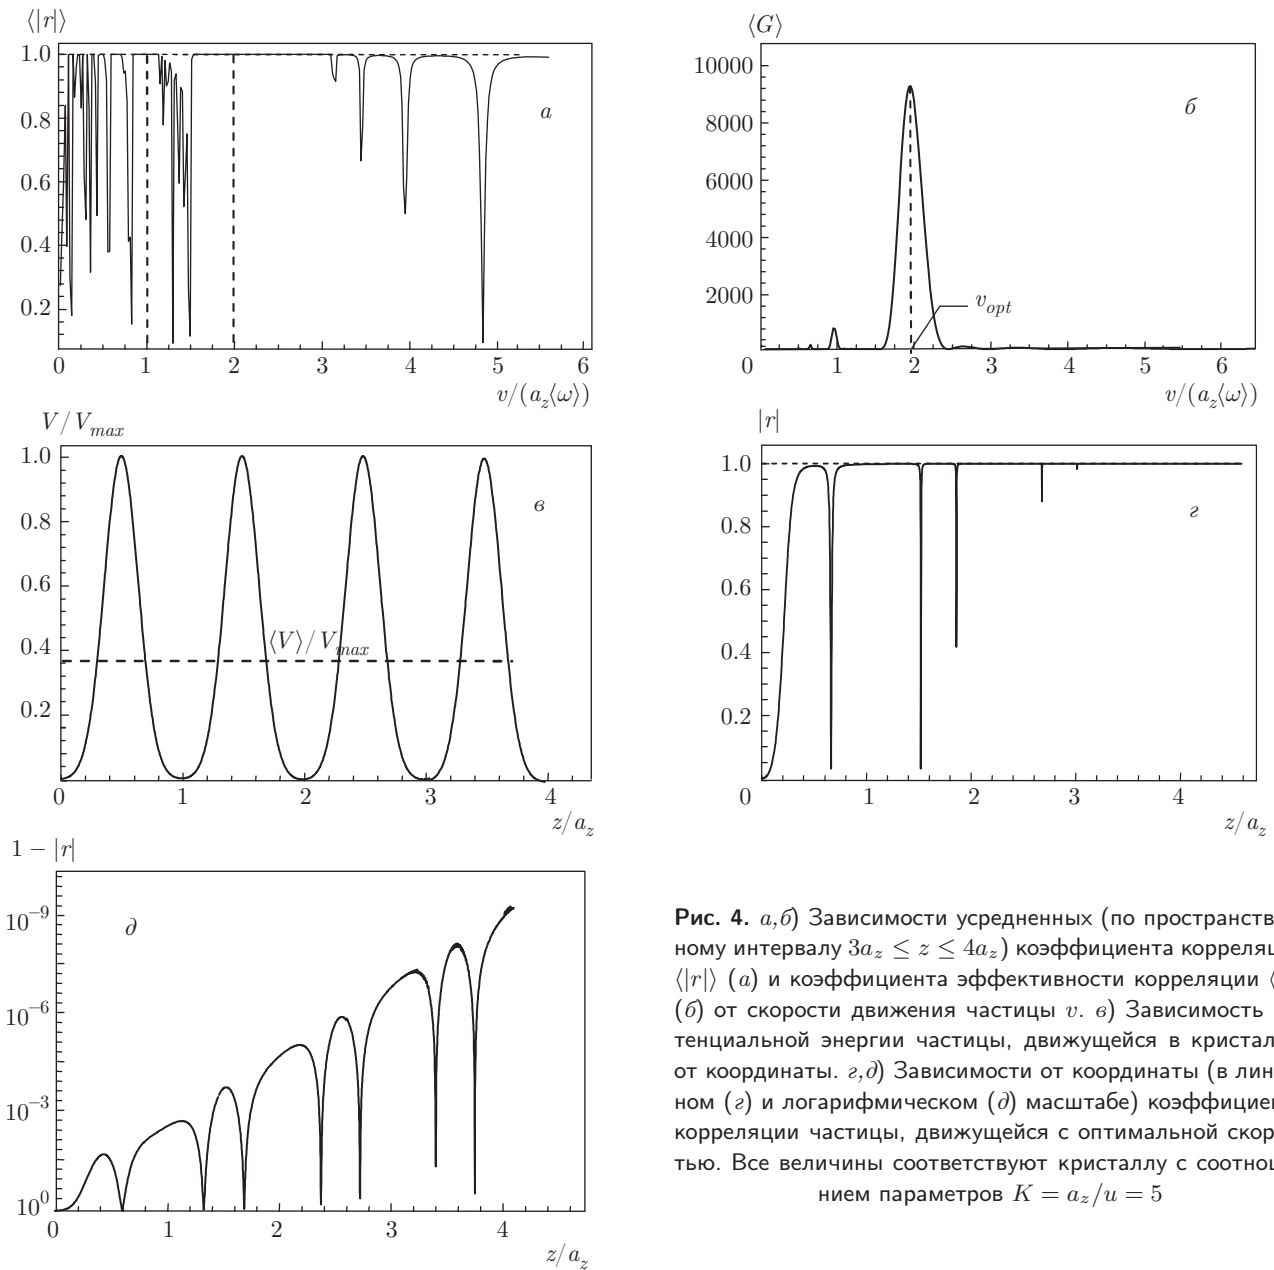 ⟨|r|⟩
1.0
0.8
0.6
0.4
0.2
0 1 2 3 4 5 6
v/(a_z⟨ω⟩)
а
⟨G⟩
10000
8000
6000
4000
2000
0 1 2 3 4 5 6
v/(a_z⟨ω⟩)
б
v_opt
V/V_max
1.0
0.8
0.6
0.4
0.2
0 1 2 3 4
z/a_z
в
⟨V⟩/V_max
|r|
1.0
0.8
0.6
0.4
0.2
0 1 2 3 4
z/a_z
г
1 − |r|
10^−9
10^−6
10^−3
10^0
0 1 2 3 4
z/a_z
д
Рис. 4. а,б) Зависимости усредненных (по пространств
ному интервалу 3a_z ≤ z ≤ 4a_z) коэффициента корреляц
⟨|r|⟩ (а) и коэффициента эффективности корреляции ⟨
(б) от скорости движения частицы v. в) Зависимость
тенциальной энергии частицы, движущейся в кристал
от координаты. г,д) Зависимости от координаты (в лин
ном (г) и логарифмическом (д) масштабе) коэффицие
корреляции частицы, движущейся с оптимальной скор
тью. Все величины соответствуют кристаллу с соотнош
нием параметров K = a_z/u = 5